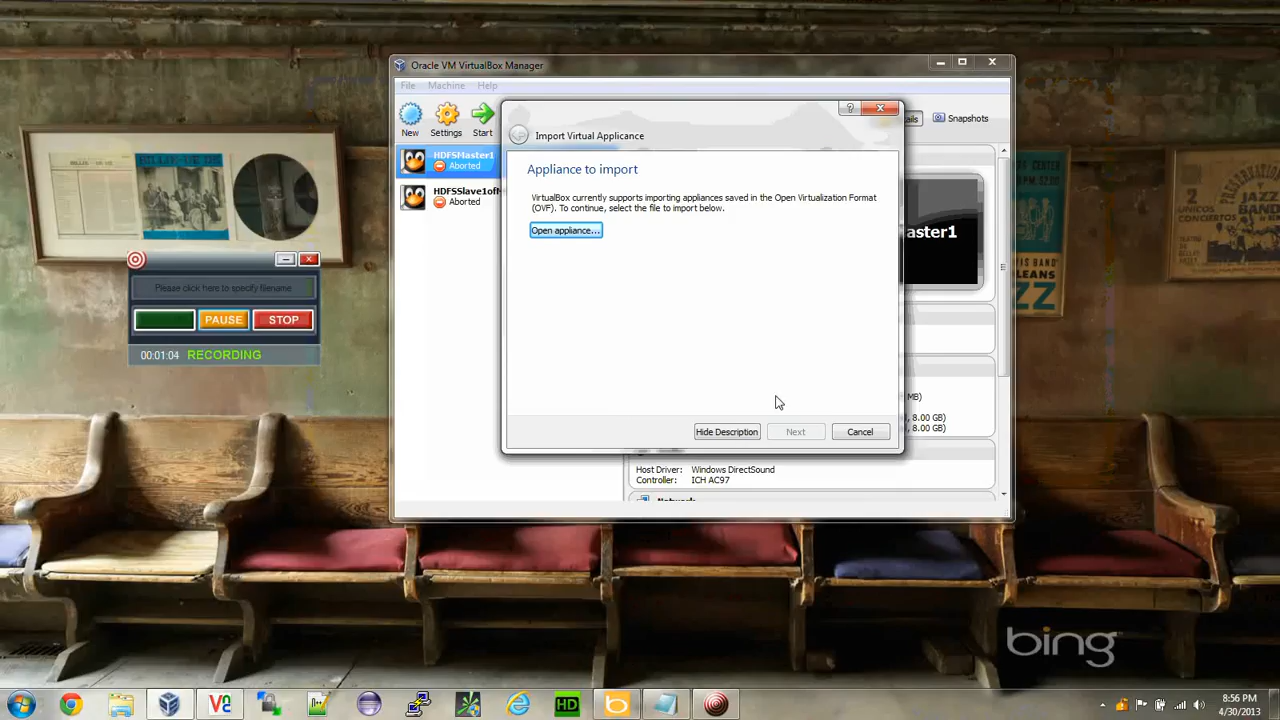 Oracle VM VirtualBox Manager
File Machine Help
New Settings Start
Snapshots
HDFSMaster1
Aborted
Aborted
Import Virtual Applicance
Appliance to import
VirtualBox currently supports importing appliances saved in the Open Virtualization Format
(OVF). To continue, select the file to import below.
Open appliance...
Hide Description Next Cancel
aster1
MB)
, 8.00 GB)
, 8.00 GB)
Host Driver: Windows DirectSound
Controller: ICH AC97
Network
Please click here to specify filename
PAUSE STOP
00:01:04 RECORDING
bing
HD
8:56 PM
4/30/2013